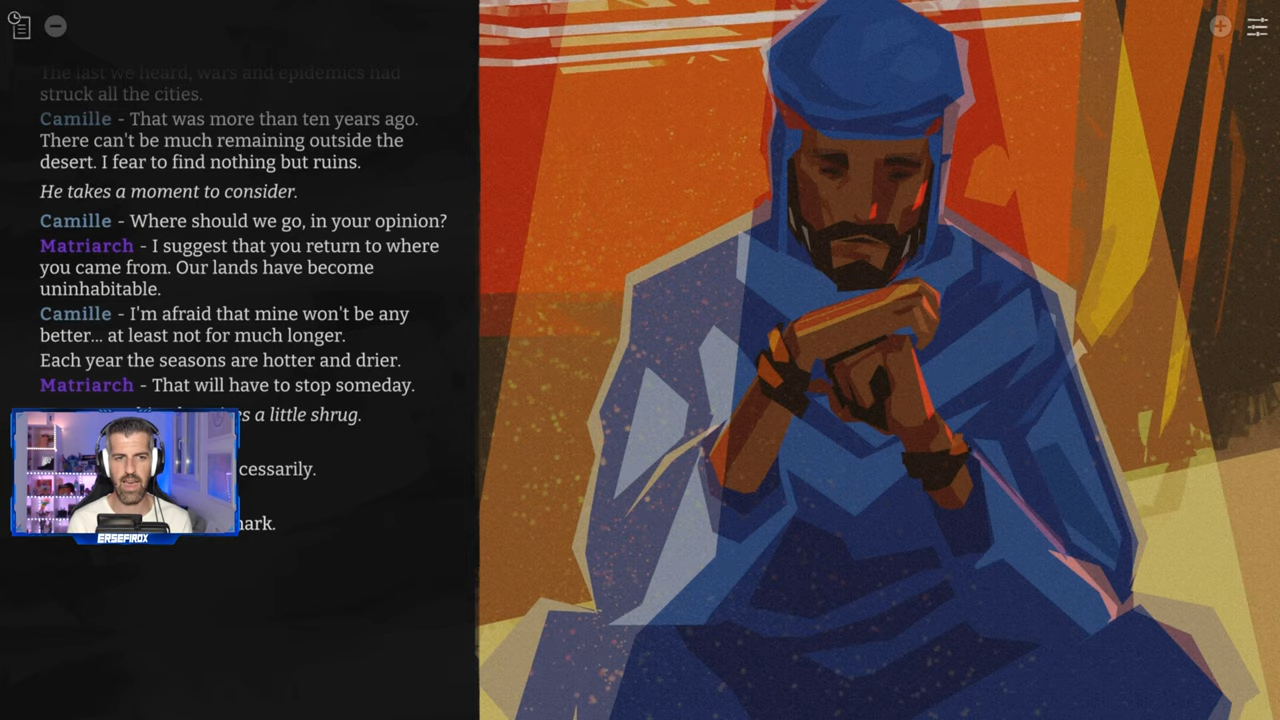 The last we heard, wars and epidemics had
struck all the cities.
Camille - That was more than ten years ago.
There can't be much remaining outside the
desert. I fear to find nothing but ruins.
He takes a moment to consider.
Camille - Where should we go, in your opinion?
Matriarch - I suggest that you return to where
you came from. Our lands have become
uninhabitable.
Camille - I'm afraid that mine won't be any
better... at least not for much longer.
Each year the seasons are hotter and drier.
Matriarch - That will have to stop someday.
a little shrug.
cessarily.
ERSEFIROX